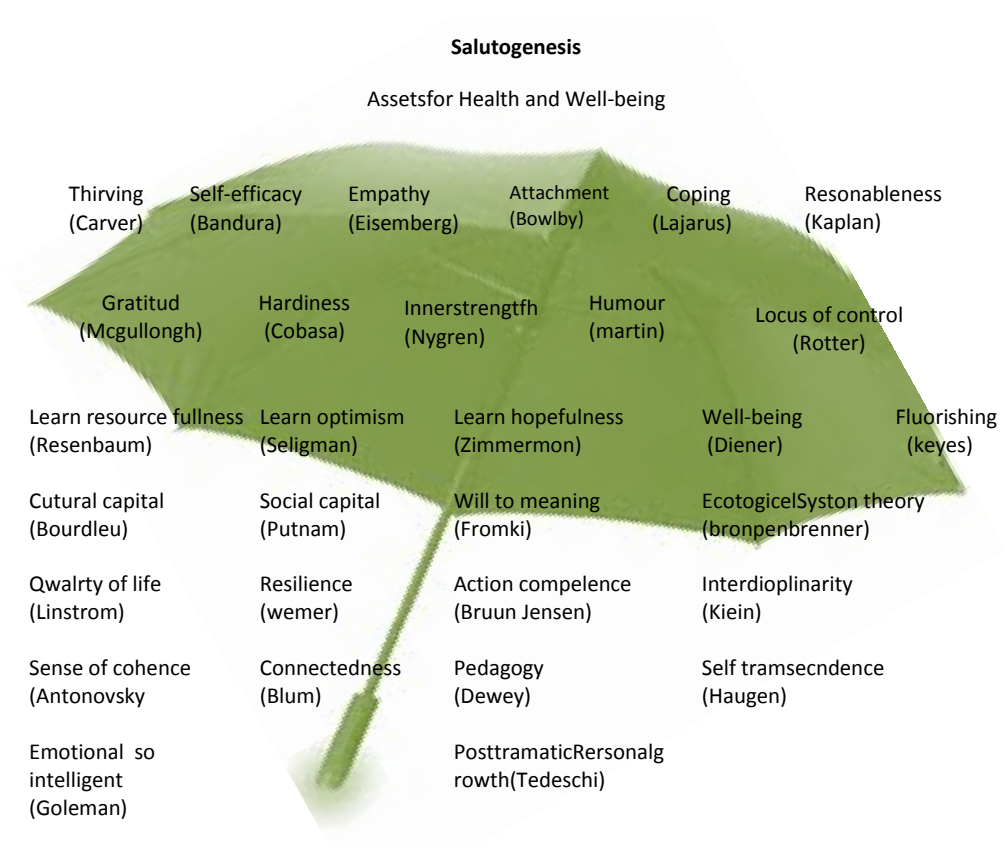 Salutogenesis
Assetsfor Health and Well-being
Thirving Self-efficacy Empathy Attachment Coping Resonableness
(Carver) (Bandura) (Eisemberg) (Bowlby) (Lajarus) (Kaplan)
Gratitud Hardiness Innerstrengtfh Humour Locus of control
(Mcgullongh) (Cobasa) (Nygren) (martin) (Rotter)
Learn resource fullness Learn optimism Learn hopefulness Well-being Fluorishing
(Resenbaum) (Seligman) (Zimmermon) (Diener) (keyes)
Cutural capital Social capital Will to meaning EcotogicelSyston theory
(Bourdleu) (Putnam) (Fromki) (bronpenbrenner)
Qwalrty of life Resilience Action compelence Interdioplinarity
(Linstrom) (wemer) (Bruun Jensen) (Kiein)
Sense of cohence Connectedness Pedagogy Self tramsecndence
(Antonovsky (Blum) (Dewey) (Haugen)
Emotional so PosttramaticRersonalg
intelligent rowth(Tedeschi)
(Goleman)